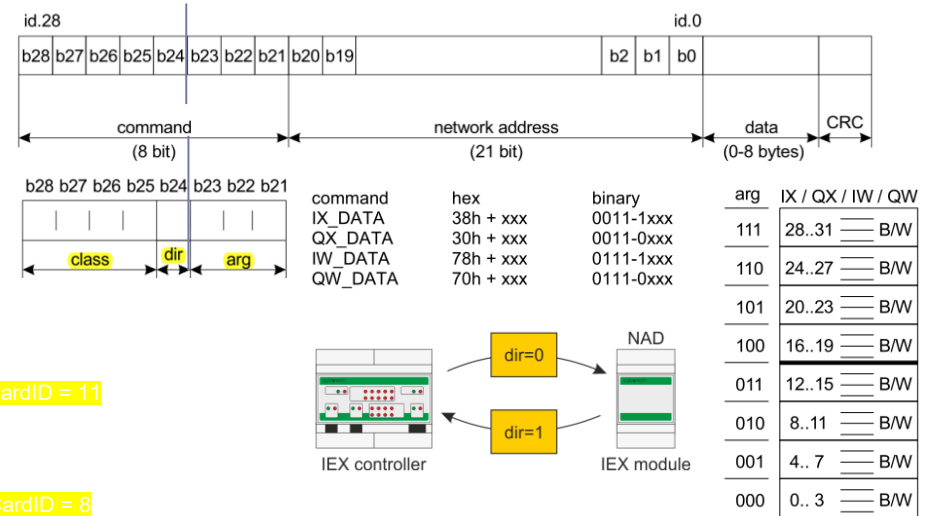 id.28 id.0
b28 b27 b26 b25 b24 b23 b22 b21 b20 b19 b2 b1 b0
command network address data CRC
(8 bit) (21 bit) (0-8 bytes)
b28 b27 b26 b25 b24 b23 b22 b21
class dir arg
command hex binary
IX_DATA 38h + xxx 0011-1xxx
QX_DATA 30h + xxx 0011-0xxx
IW_DATA 78h + xxx 0111-1xxx
QW_DATA 70h + xxx 0111-0xxx
arg IX / QX / IW / QW
111 28..31 B/W
110 24..27 B/W
101 20..23 B/W
100 16..19 B/W
011 12..15 B/W
010 8..11 B/W
001 4.. 7 B/W
000 0.. 3 B/W
NAD
dir=0
dir=1
IEX controller IEX module
ardID = 11
CardID = 8